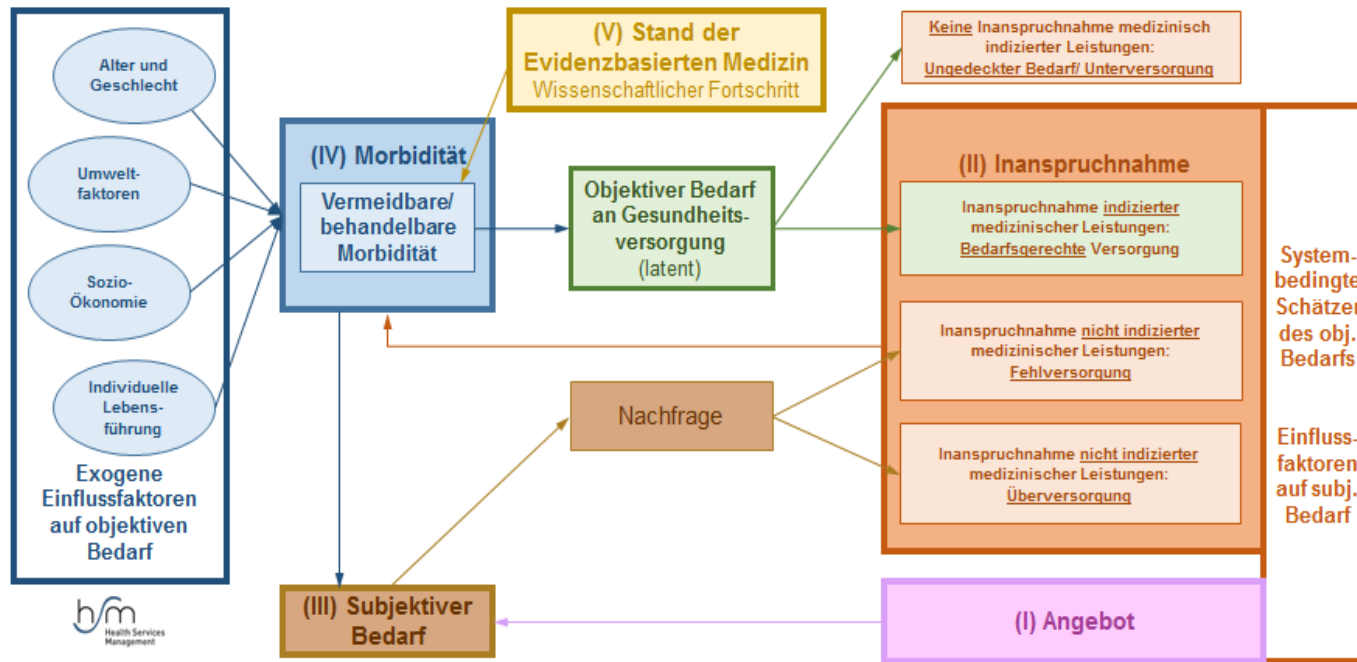 Alter und
Geschlecht
Umwelt-
faktoren
Sozio-
Ökonomie
Individuelle
Lebens-
führung
Exogene
Einflussfaktoren
auf objektiven
Bedarf
hsm
Health Services
Management
(IV) Morbidität
Vermeidbare/
behandelbare
Morbidität
(V) Stand der
Evidenzbasierten Medizin
Wissenschaftlicher Fortschritt
Objektiver Bedarf
an Gesundheits-
versorgung
(latent)
Nachfrage
(III) Subjektiver
Bedarf
Keine Inanspruchnahme medizinisch
indizierter Leistungen:
Ungedeckter Bedarf/ Unterversorgung
(II) Inanspruchnahme
Inanspruchnahme indizierter
medizinischer Leistungen:
Bedarfsgerechte Versorgung
Inanspruchnahme nicht indizierter
medizinischer Leistungen:
Fehlversorgung
Inanspruchnahme nicht indizierter
medizinischer Leistungen:
Überversorgung
(I) Angebot
System-
bedingte
Schätzer
des obj.
Bedarfs
Einfluss-
faktoren
auf subj.
Bedarf